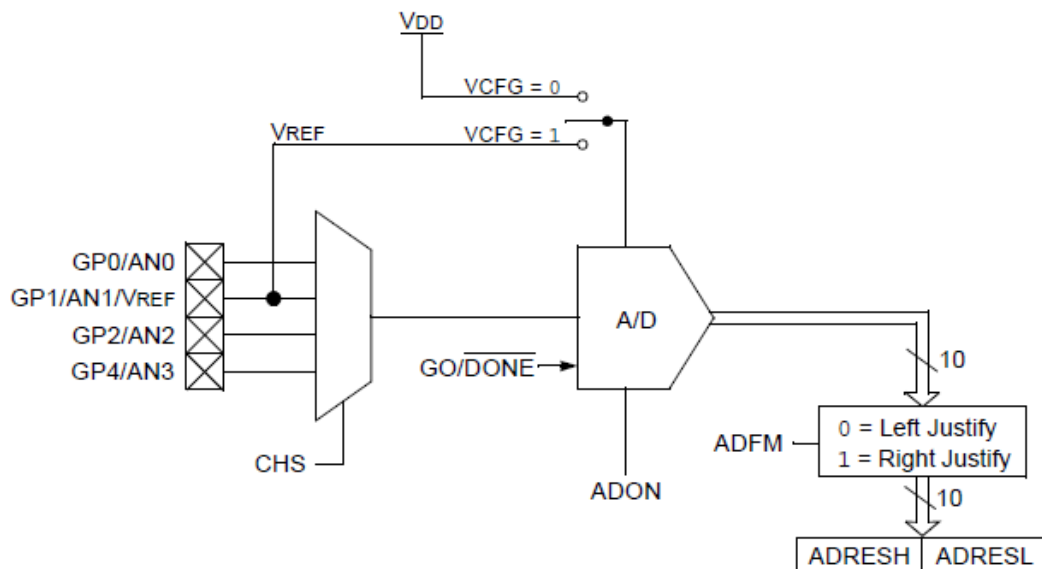 VDD
VCFG = 0
VREF
VCFG = 1
GP0/AN0
GP1/AN1/VREF
GP2/AN2
GP4/AN3
A/D
GO/DONE
10
CHS
ADON
ADFM
0 = Left Justify
1 = Right Justify
10
ADRESH ADRESL